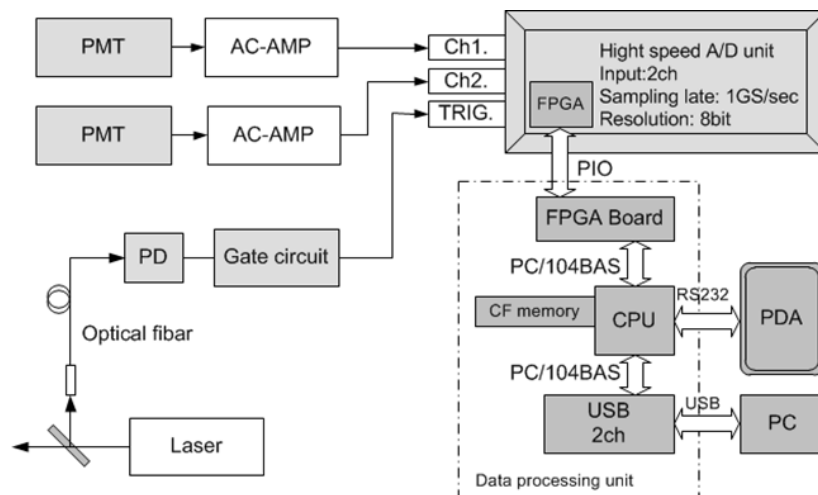 PMT
AC-AMP
Ch1.
Hight speed A/D unit
Input:2ch
Sampling late: 1GS/sec
Resolution: 8bit
Ch2.
FPGA
PMT
AC-AMP
TRIG.
PIO
FPGA Board
PD
Gate circuit
PC/104BAS
RS232
CF memory
CPU
PDA
Optical fibar
PC/104BAS
USB
2ch
USB
PC
Laser
Data processing unit